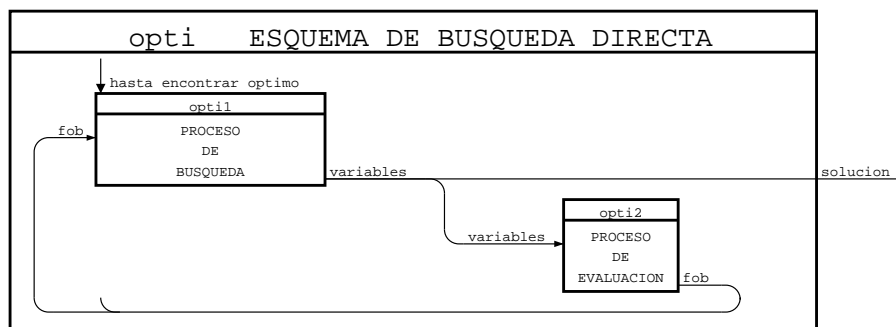 opti ESQUEMA DE BUSQUEDA DIRECTA
hasta encontrar optimo
opti1
fob
PROCESO
DE
BUSQUEDA
variables
solucion
opti2
variables
PROCESO
DE
EVALUACION
fob